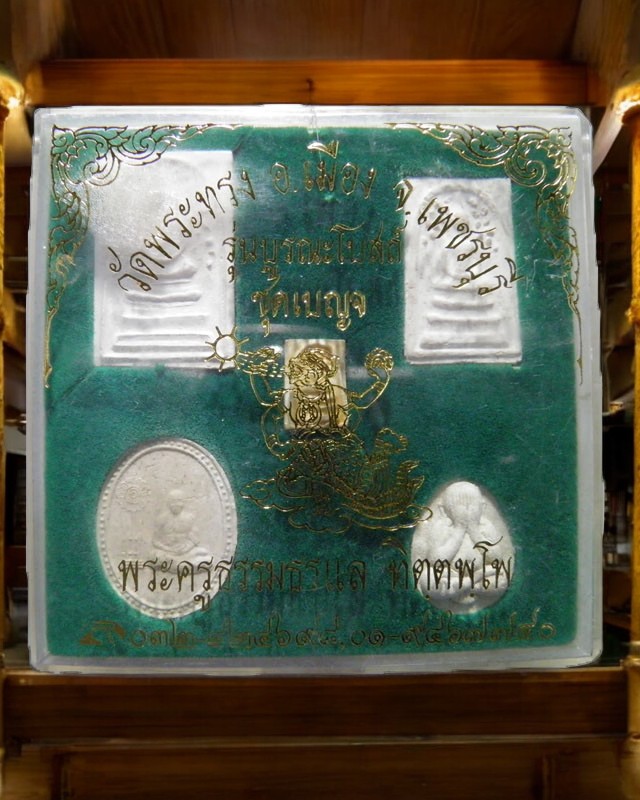 วัดพระทรง อ.เมือง จ.เพชรบุรี
รุ่นบูรณะโบสถ์
ชุดเบญจ
พระครูธรรมธรแล ทิตฺตพฺโพ